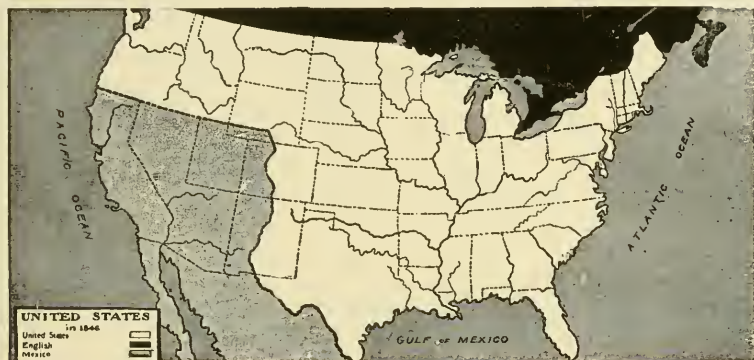 PACIFIC OCEAN
ATLANTIC OCEAN
GULF OF MEXICO
UNITED STATES
in 1846
United States
English
Mexico